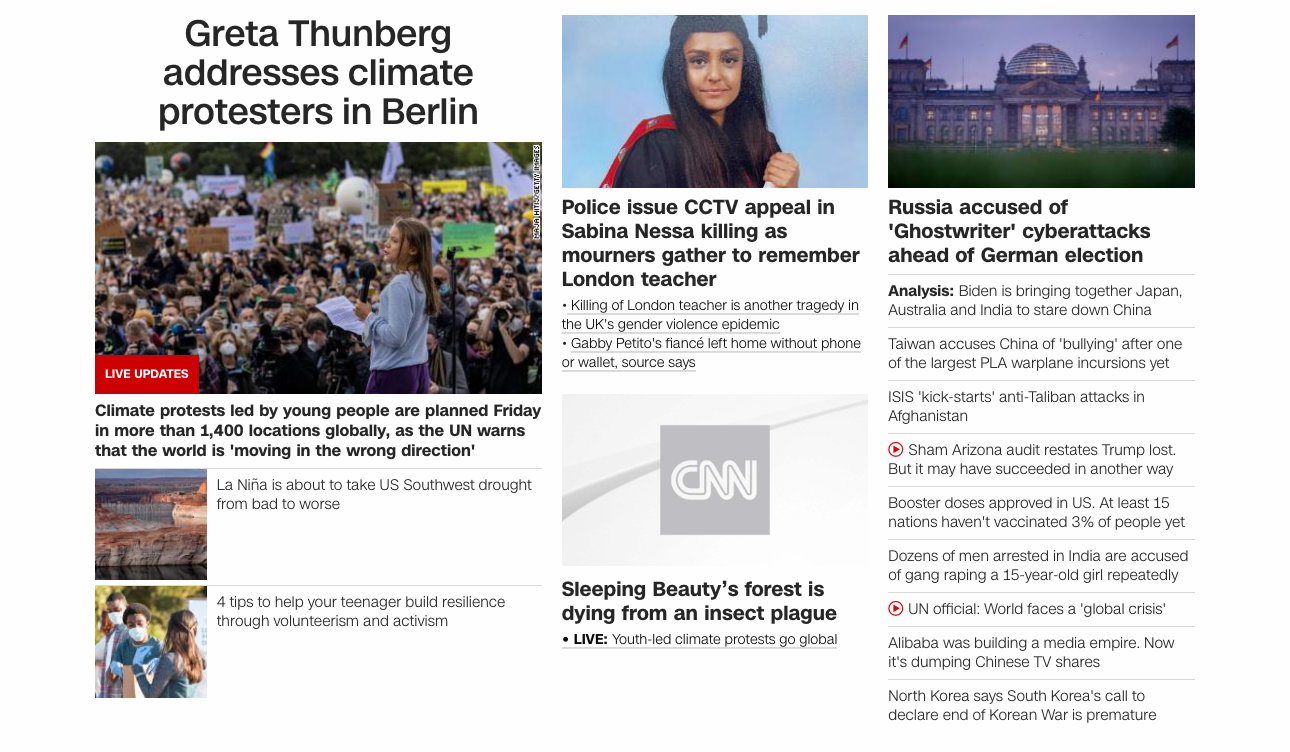 Greta Thunberg
addresses climate
protesters in Berlin
LIVE UPDATES
Climate protests led by young people are planned Friday
in more than 1,400 locations globally, as the UN warns
that the world is 'moving in the wrong direction'
La Niña is about to take US Southwest drought
from bad to worse
4 tips to help your teenager build resilience
through volunteerism and activism
Police issue CCTV appeal in
Sabina Nessa killing as
mourners gather to remember
London teacher
• Killing of London teacher is another tragedy in
the UK's gender violence epidemic
• Gabby Petito's fiancé left home without phone
or wallet, source says
CNN
Sleeping Beauty’s forest is
dying from an insect plague
• LIVE: Youth-led climate protests go global
Russia accused of
'Ghostwriter' cyberattacks
ahead of German election
Analysis: Biden is bringing together Japan,
Australia and India to stare down China
Taiwan accuses China of 'bullying' after one
of the largest PLA warplane incursions yet
ISIS 'kick-starts' anti-Taliban attacks in
Afghanistan
Sham Arizona audit restates Trump lost.
But it may have succeeded in another way
Booster doses approved in US. At least 15
nations haven't vaccinated 3% of people yet
Dozens of men arrested in India are accused
of gang raping a 15-year-old girl repeatedly
UN official: World faces a 'global crisis'
Alibaba was building a media empire. Now
it's dumping Chinese TV shares
North Korea says South Korea's call to
declare end of Korean War is premature